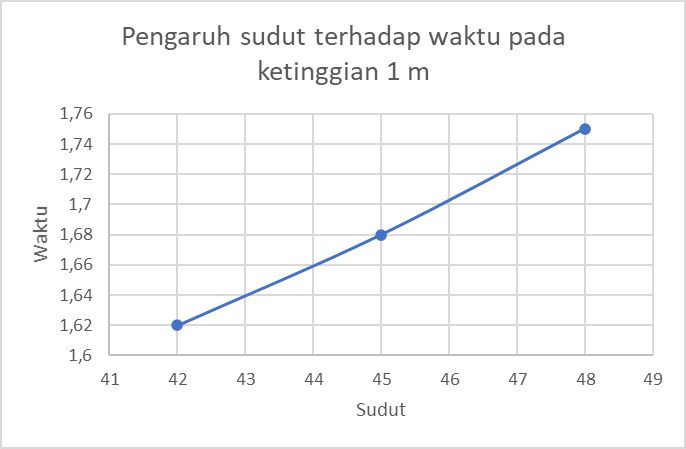 Pengaruh sudut terhadap waktu pada
ketinggian 1 m
1,76
1,74
1,72
1,7
1,68
1,66
1,64
1,62
1,6
Waktu
41 42 43 44 45 46 47 48 49
Sudut